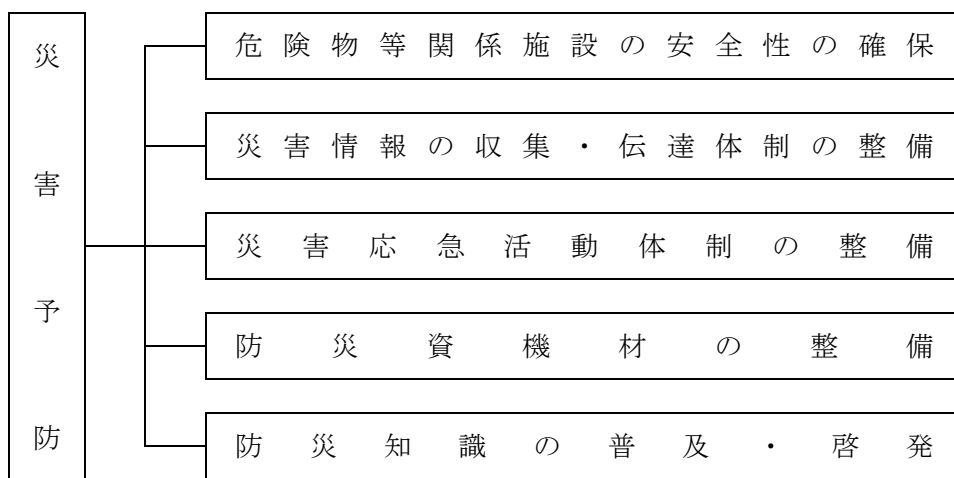 災害予防
危険物等関係施設の安全性の確保
災害情報の収集・伝達体制の整備
災害応急活動体制の整備
防災資機材の整備
防災知識の普及・啓発